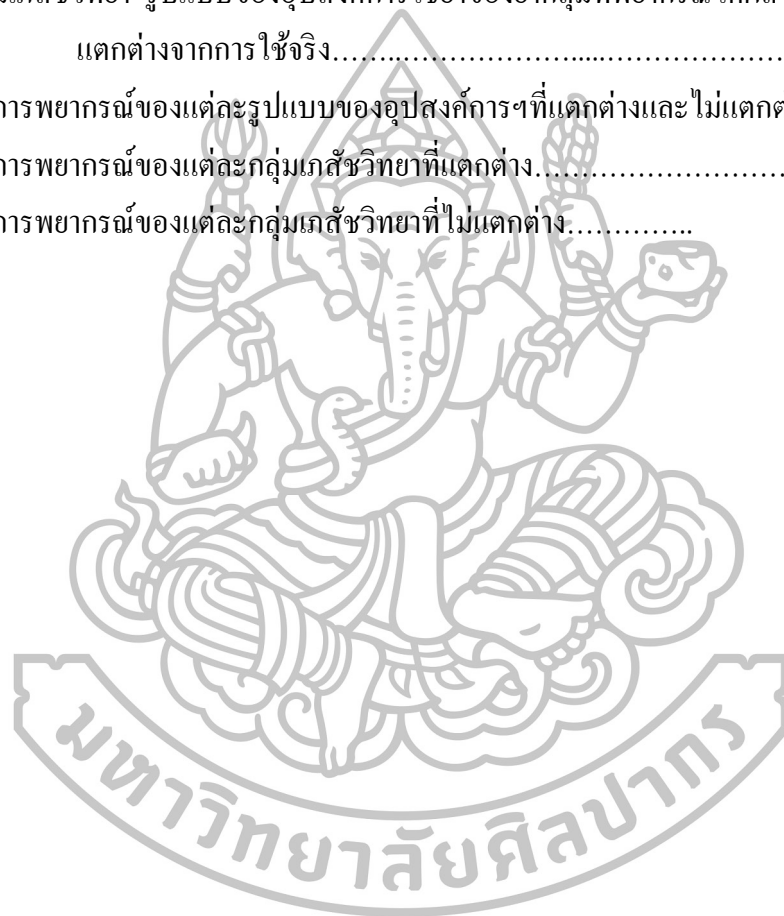 แตกต่างจากการใช้จริง……..…………………....…………………
การพยากรณ์ของแต่ละรูปแบบของอุปสงค์การฯที่แตกต่างและไม่แตกต่
การพยากรณ์ของแต่ละกลุ่มเภสัชวิทยาที่แตกต่าง………………………
การพยากรณ์ของแต่ละกลุ่มเภสัชวิทยาที่ไม่แตกต่าง…………..
มหาวิทยาลัยศิลปากร